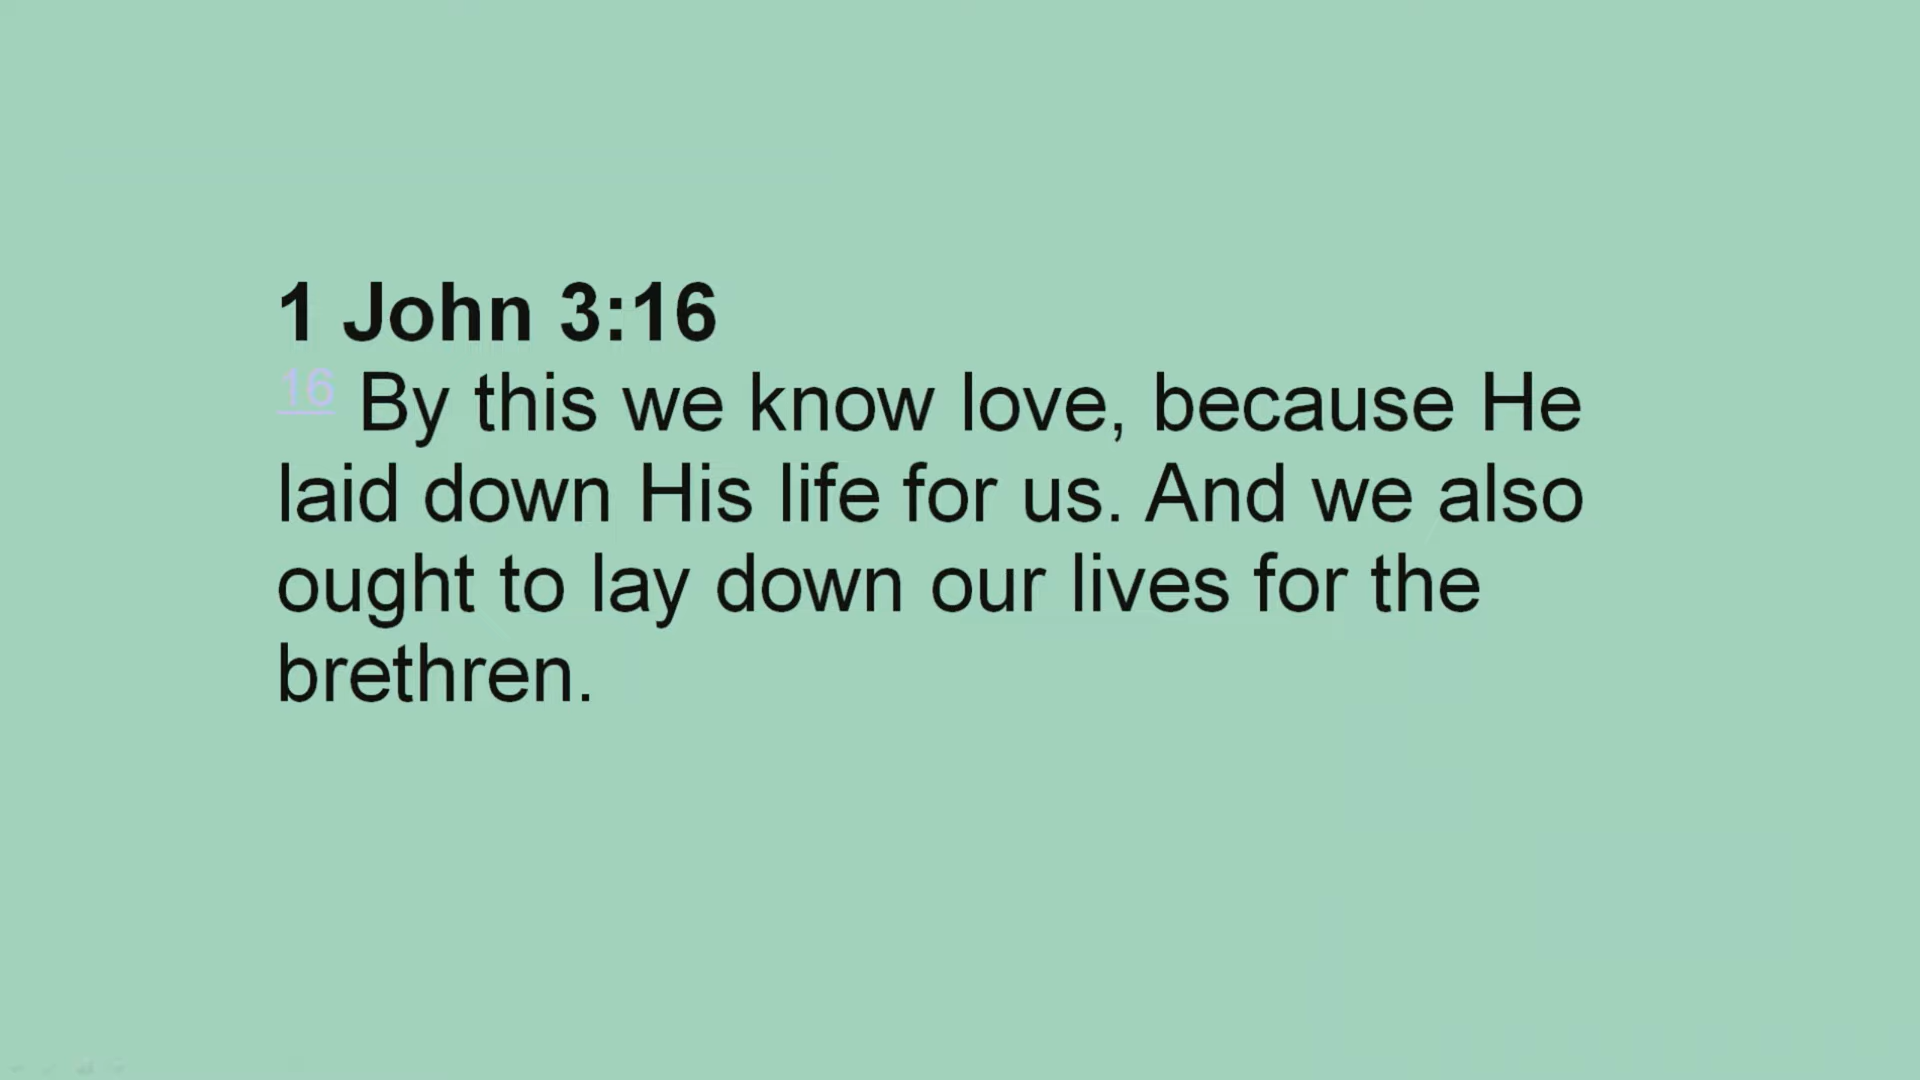 1 John 3:16
16 By this we know love, because He
laid down His life for us. And we also
ought to lay down our lives for the
brethren.